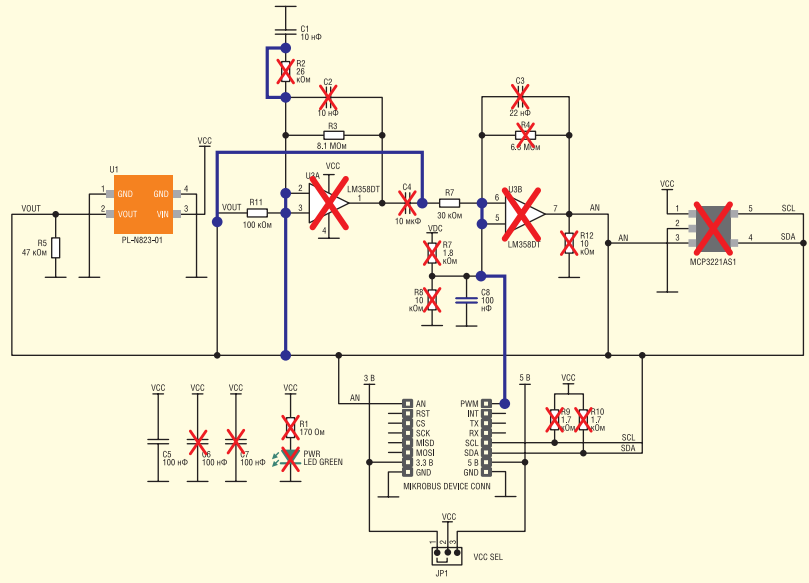 C1
10 нФ
R2
26
кОм
C2
10 нФ
R3
8.1 МОм
C3
22 нФ
R4
6.8 МОм
U1
VCC
1
GND
GND
4
2
VOUT
VIN
3
PL-N823-01
VOUT
R5
47 кОм
VOUT
R11
100 кОм
U3A
VCC
2
3
1
4
LM358DT
C4
10 мкФ
R7
30 кОм
U3B
6
5
7
LM358DT
VDC
R7
1,8
кОм
R8
10
кОм
C8
100
нФ
AN
R12
10
кОм
AN
VCC
1
2
3
5
4
SCL
SDA
MCP3221AS1
VCC
C5
100 нФ
VCC
C6
100 нФ
VCC
C7
100 нФ
VCC
R1
170 Ом
PWR
LED GREEN
3 В
5 В
AN
AN
RST
CS
SCK
MISD
MOSI
3,3 В
GND
PWM
INT
TX
RX
SCL
SDA
5 В
GND
MIKROBUS DEVICE CONN
VCC
R9
1,7
кОм
R10
1,7
кОм
SCL
SDA
VCC
1
2
3
VCC SEL
JP1